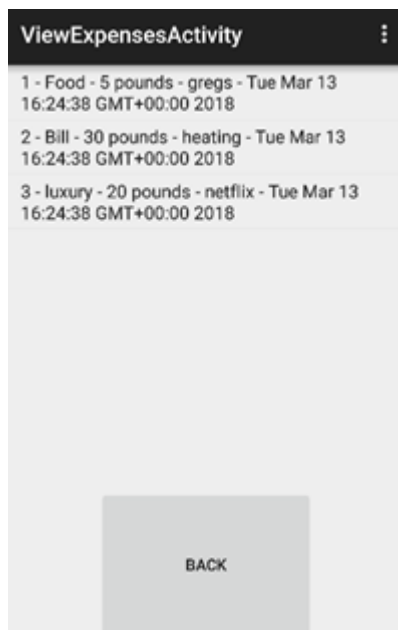 ViewExpensesActivity
1 - Food - 5 pounds - gregs - Tue Mar 13
16:24:38 GMT+00:00 2018
2 - Bill - 30 pounds - heating - Tue Mar 13
16:24:38 GMT+00:00 2018
3 - luxury - 20 pounds - netflix - Tue Mar 13
16:24:38 GMT+00:00 2018
BACK